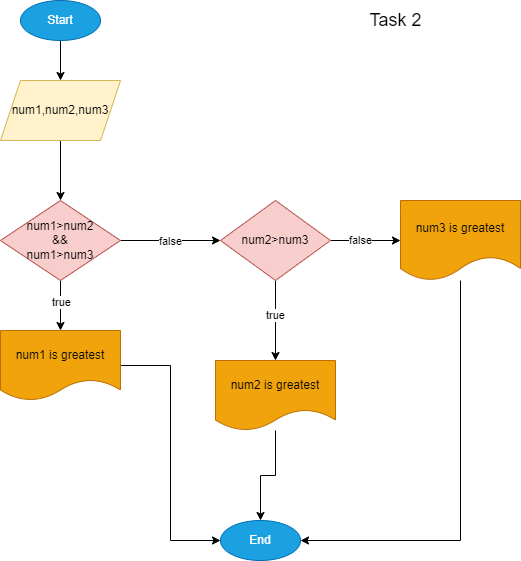 Start
Task 2
num1,num2,num3
num1>num2
&&
num1>num3
false
num2>num3
false
num3 is greatest
true
true
num1 is greatest
num2 is greatest
End